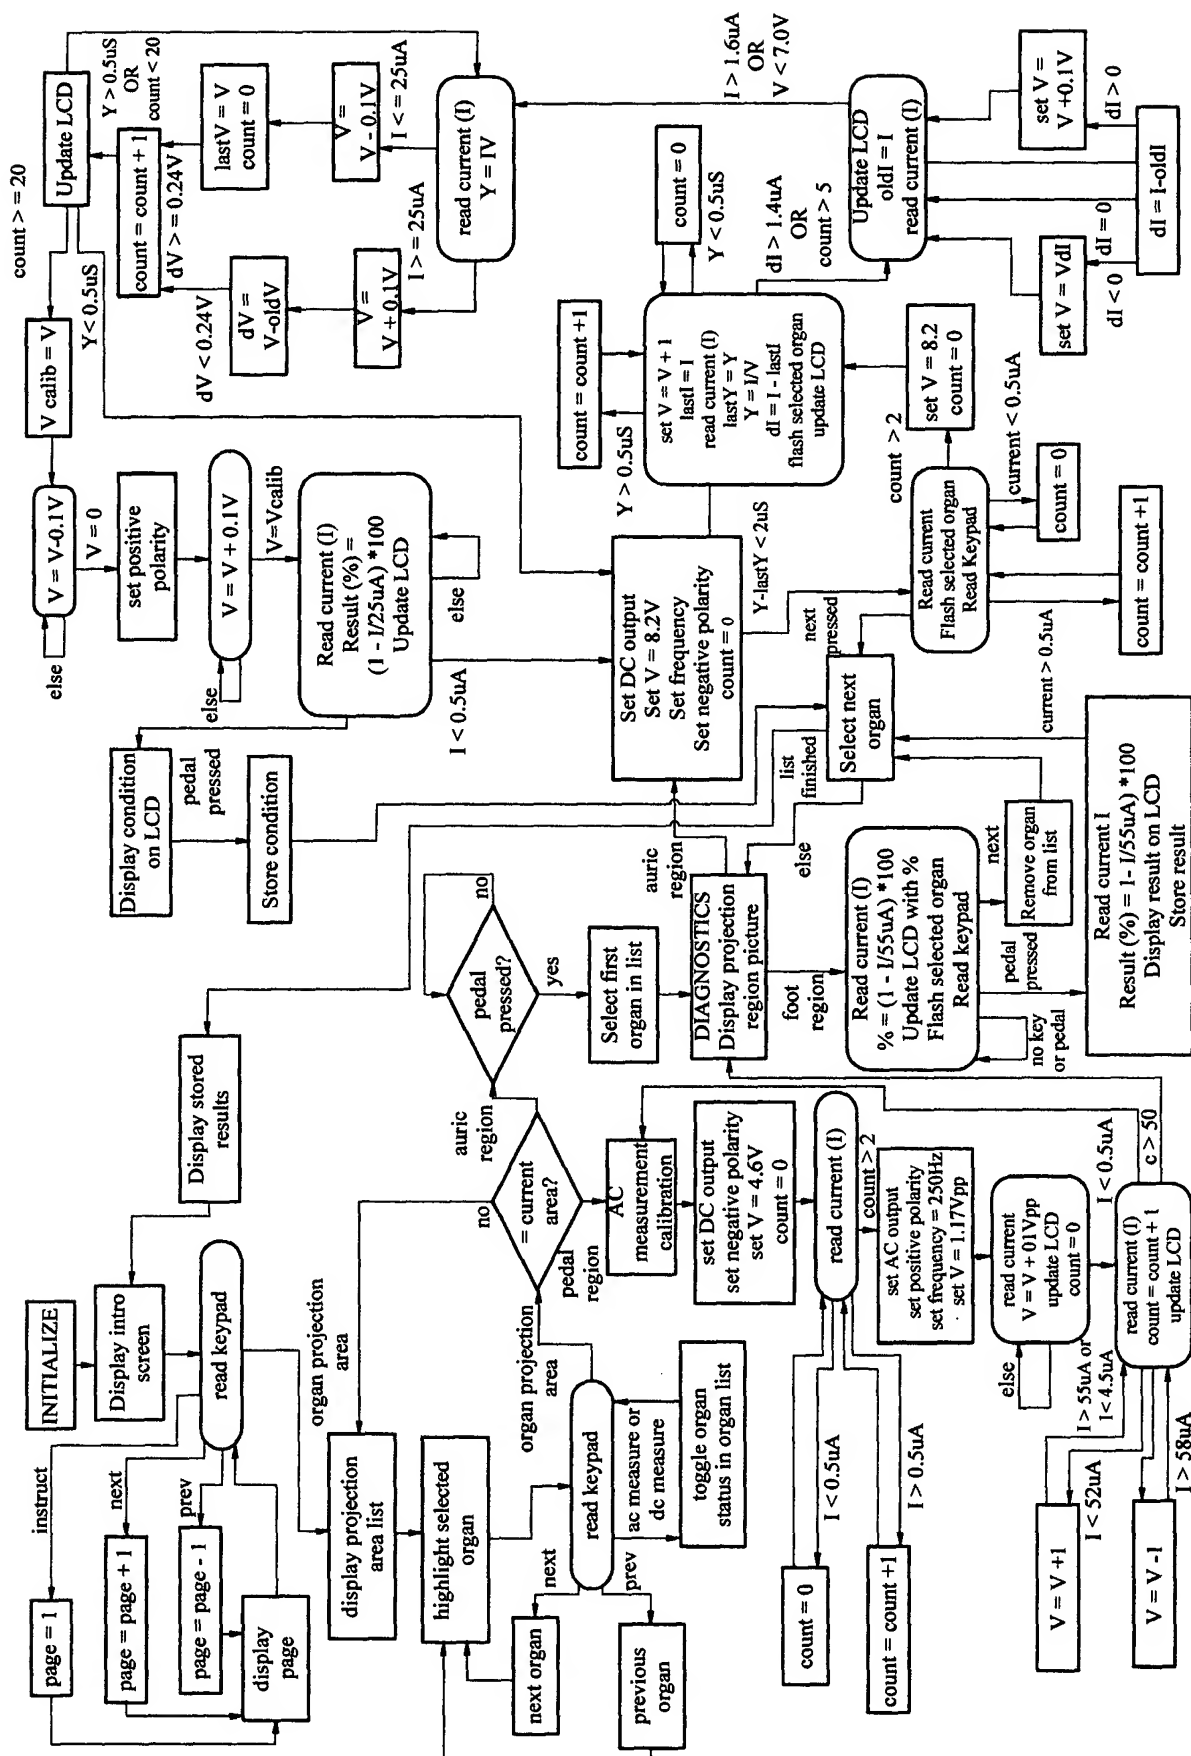 INITIALIZE
Display intro
screen
read keypad
instruct
page = 1
next
page = page + 1
prev
page = page - 1
display
page
organ projection
area
display projection
area list
highlight selected
organ
next
next organ
prev
previous
organ
read keypad
ac measure or
dc measure
toggle organ
status in organ list
organ projection
area
= current
area?
no
auric
region
pedal
region
Display stored
results
pedal
pressed?
no
yes
Select first
organ in list
DIAGNOSTICS
Display projection
region picture
auric
region
foot
region
else
list
finished
Read current (I)
% = (1 - I/55uA) *100
Update LCD with %
Flash selected organ
Read keypad
no key
or pedal
pedal
pressed
next
Remove organ
from list
Read current I
Result (%) = 1- I/55uA) *100
Display result on LCD
Store result
AC
measurement
calibration
set DC output
set negative polarity
set V = 4.6V
count = 0
read current (I)
I < 0.5uA
count = 0
I > 0.5uA
count = count +1
count > 2
set AC output
set positive polarity
set frequency = 250Hz
set V = 1.17Vpp
read current
V = V + 01Vpp
update LCD
count = 0
else
I > 55uA or
I < 4.5uA
read current (I)
count = count + 1
update LCD
I < 0.5uA
c > 50
I < 52uA
V = V +1
I > 58uA
V = V -1
Display condition
on LCD
pedal
pressed
Store condition
else
V = V-0.1V
V = 0
set positive
polarity
else
V = V + 0.1V
V=Vcalib
Read current (I)
Result (%) =
(1 - I/25uA) *100
Update LCD
else
I < 0.5uA
V calib = V
count > = 20
Y < 0.5uS
Update LCD
Y > 0.5uS
OR
count < 20
count = count + 1
dV < 0.24V
dV > = 0.24V
dV =
V-oldV
lastV = V
count = 0
V =
V + 0.1V
V =
V - 0.1V
I > = 25uA
I < = 25uA
read current (I)
Y = IV
Set DC output
Set V = 8.2V
Set frequency
Set negative polarity
count = 0
Y-lastY < 2uS
next
pressed
Select next
organ
Read current
Flash selected organ
Read Keypad
count > 2
current < 0.5uA
count = 0
current > 0.5uA
count = count +1
set V = 8.2
count = 0
set V = V + 1
lastI = I
read current (I)
lastY = Y
Y = I/V
dI = I - lastI
flash selected organ
update LCD
Y > 0.5uS
count = count +1
Y < 0.5uS
count = 0
dI > 1.4uA
OR
count > 5
I > 1.6uA
OR
V < 7.0V
Update LCD
oldI = I
read current (I)
set V = VdI
dI < 0
dI = 0
dI > 0
set V =
V +0.1V
dI = I-oldI